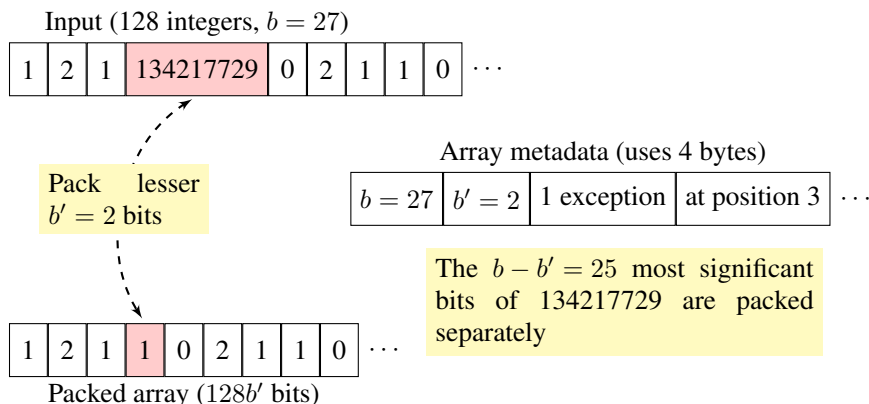 Input (128 integers, b = 27)
1 2 1 134217729 0 2 1 1 0 ···
Pack lesser
b′ = 2 bits
Array metadata (uses 4 bytes)
b = 27 b′ = 2 1 exception at position 3 ···
The b − b′ = 25 most significant
bits of 134217729 are packed
separately
1 2 1 1 0 2 1 1 0 ···
Packed array (128b′ bits)